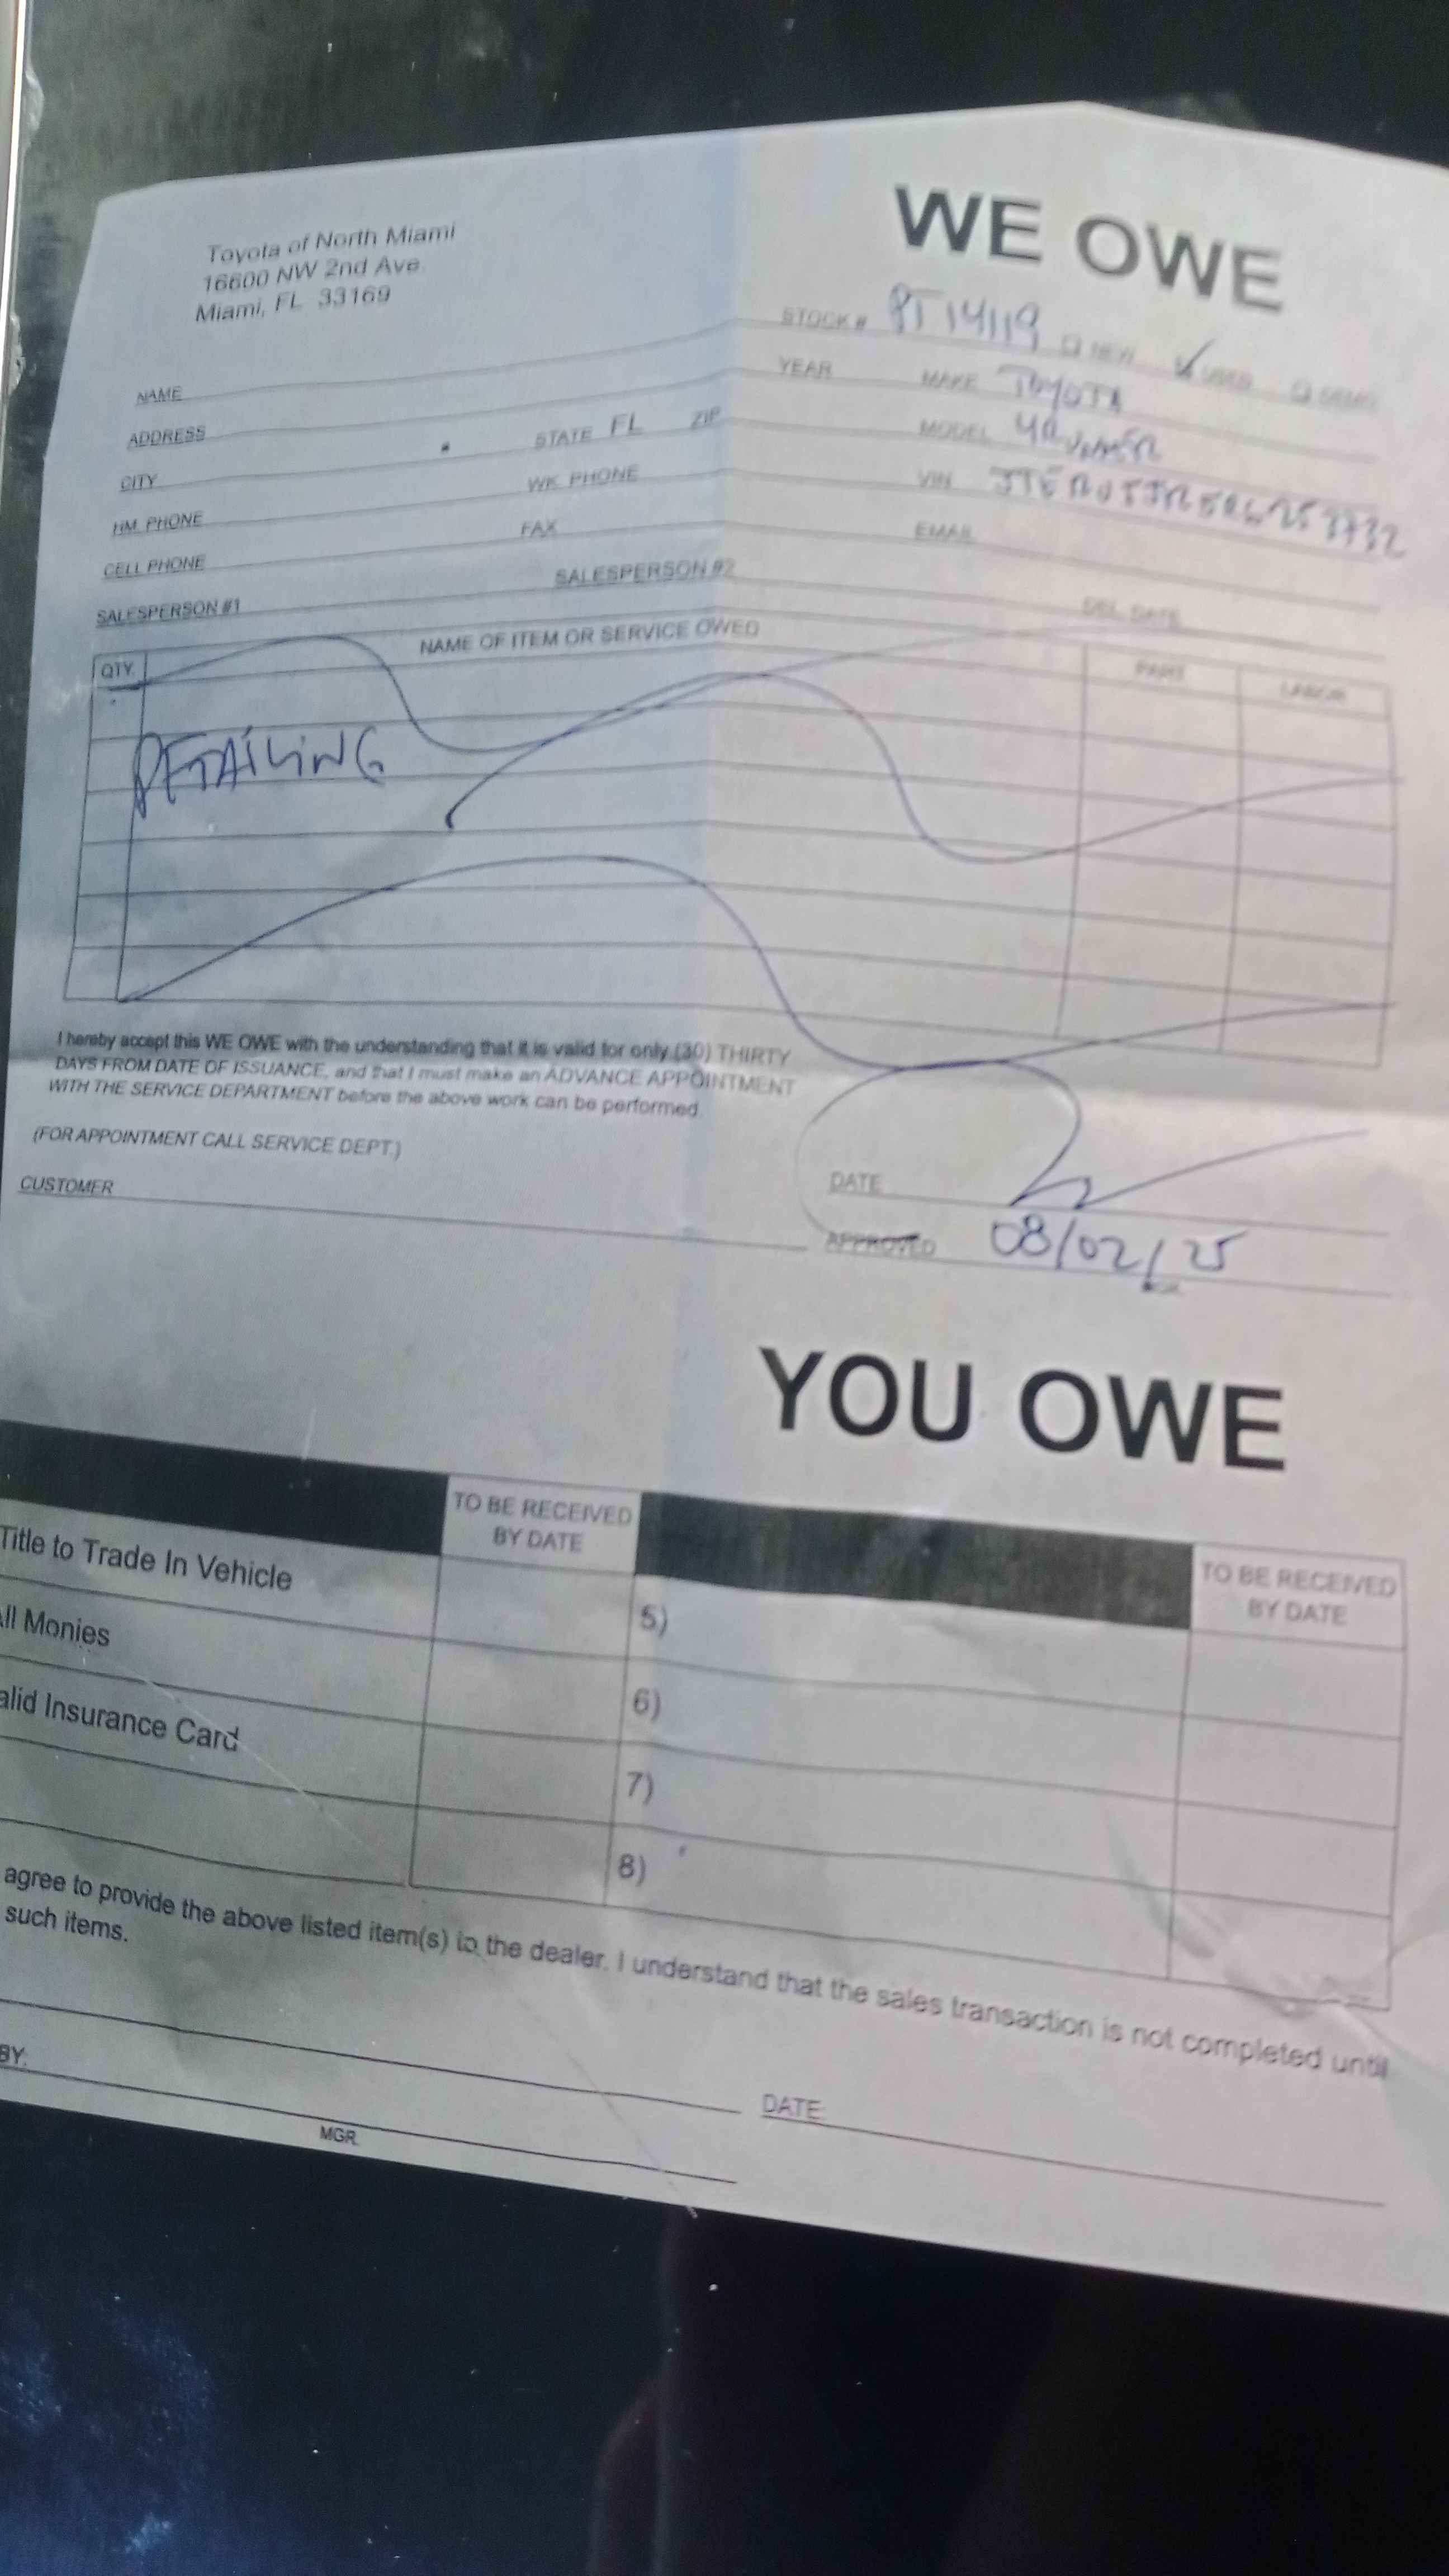 WE OWE
Toyota of North Miami
16600 NW 2nd Ave.
Miami, FL 33169
STOCK # PT14119 NEW ✓ USED DEMO
NAME YEAR MAKE TOYOTA
ADDRESS MODEL 4RUNNER
CITY STATE FL ZIP VIN
HM. PHONE WK. PHONE EMAIL
CELL PHONE FAX
SALESPERSON #1 SALESPERSON #2 DEL. DATE
QTY. NAME OF ITEM OR SERVICE OWED PART LABOR
DETAILING
I hereby accept this WE OWE with the understanding that it is valid for only (30) THIRTY
DAYS FROM DATE OF ISSUANCE, and that I must make an ADVANCE APPOINTMENT
WITH THE SERVICE DEPARTMENT before the above work can be performed.
(FOR APPOINTMENT CALL SERVICE DEPT.)
DATE
CUSTOMER APPROVED 08/02/25
YOU OWE
TO BE RECEIVED
BY DATE
TO BE RECEIVED
BY DATE
Title to Trade In Vehicle 5)
ll Monies 6)
alid Insurance Card 7)
8)
agree to provide the above listed item(s) to the dealer. I understand that the sales transaction is not completed until
such items.
BY: DATE:
MGR.